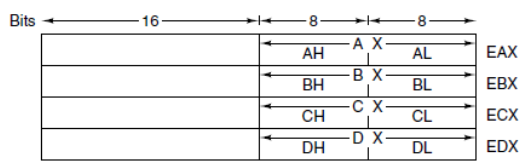 Bits 16 8 8
A X
AH AL EAX
B X
BH BL EBX
C X
CH CL ECX
D X
DH DL EDX